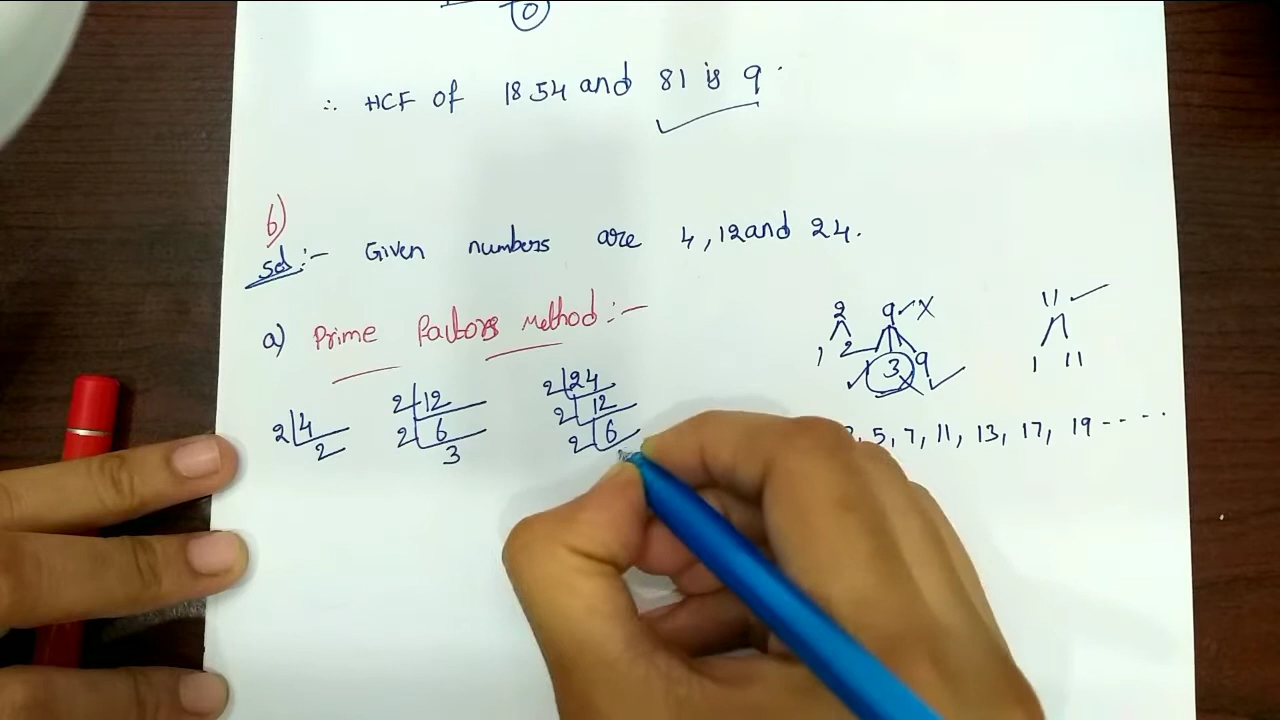 0
∴ HCF of 18 54 and 81 is 9.
b)
Sol:- Given numbers are 4, 12 and 24.
a) Prime factors Method:-
2 9 ✓ X 11 ✓
1 2 3 9 1 11
2 4
2
2 12
2 6
3
2 24
2 12
2 6
3, 5, 7, 11, 13, 17, 19 - - - -